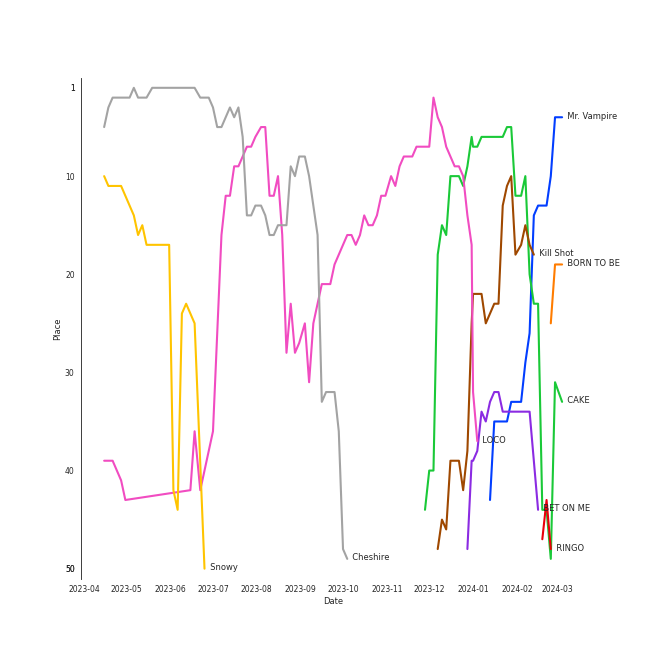 1
Mr. Vampire
10
Kill Shot
BORN TO BE
20
Place
30
CAKE
LOCO
40
BET ON ME
RINGO
Cheshire
50
Snowy
2023-04 2023-05 2023-06 2023-07 2023-08 2023-09 2023-10 2023-11 2023-12 2024-01 2024-02 2024-03
Date